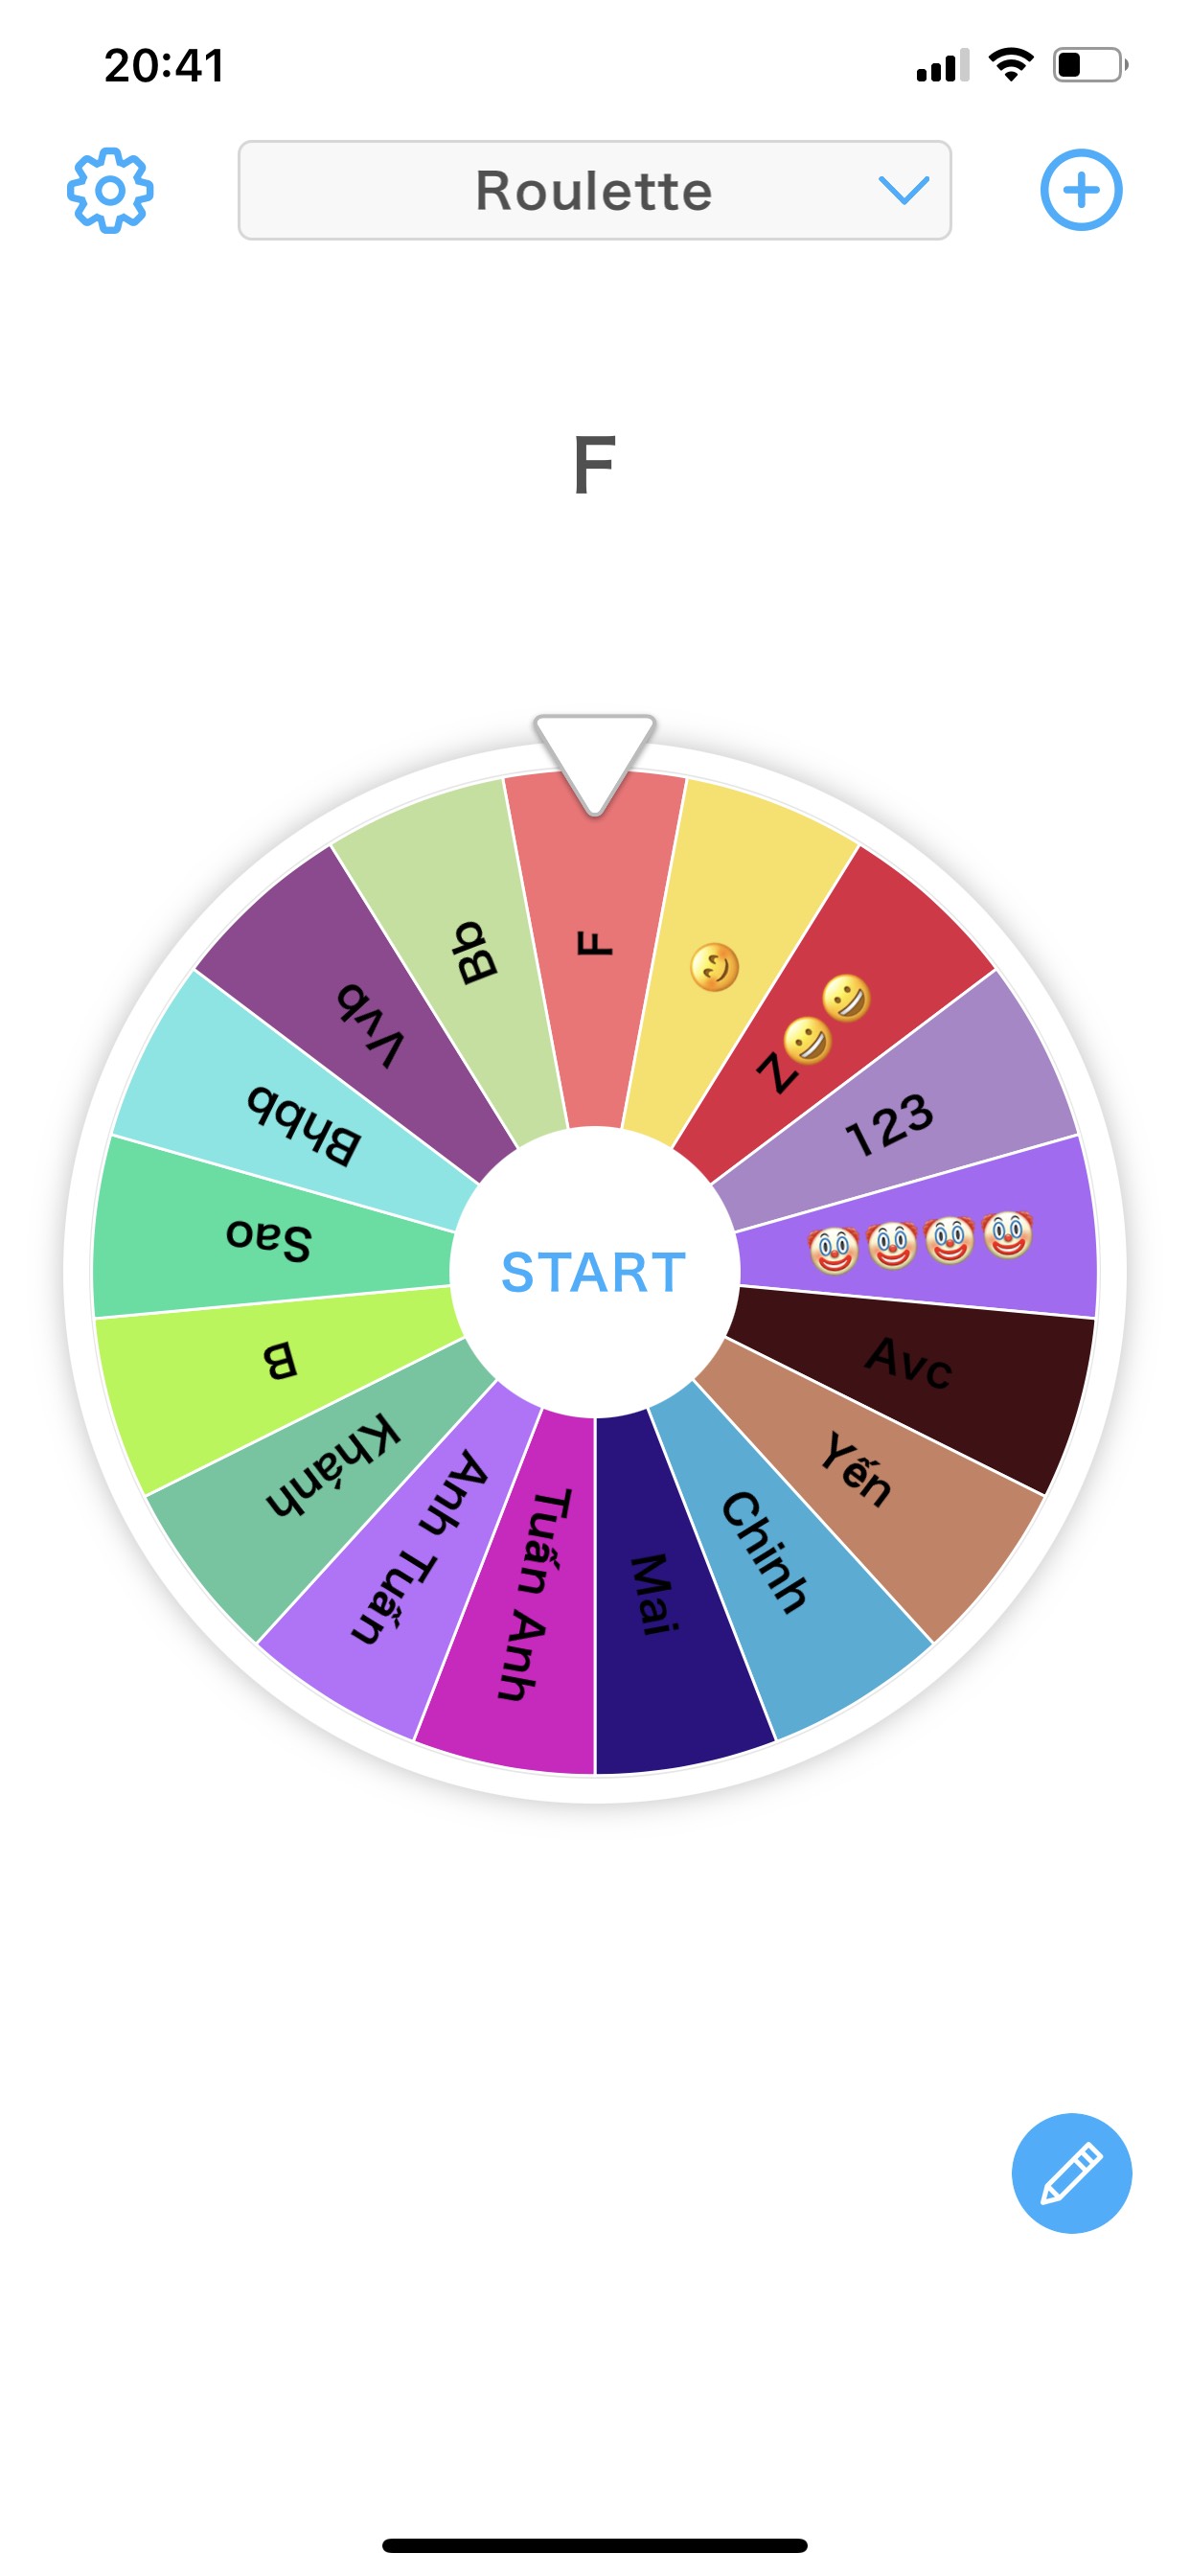 20:41
Roulette
F
F
😊
Z😀😀
123
🤡🤡🤡🤡
Avc
Yến
Chinh
Mai
Tuấn Anh
Anh Tuấn
Khánh
B
Sao
Bhbb
Vvb
Bb
START